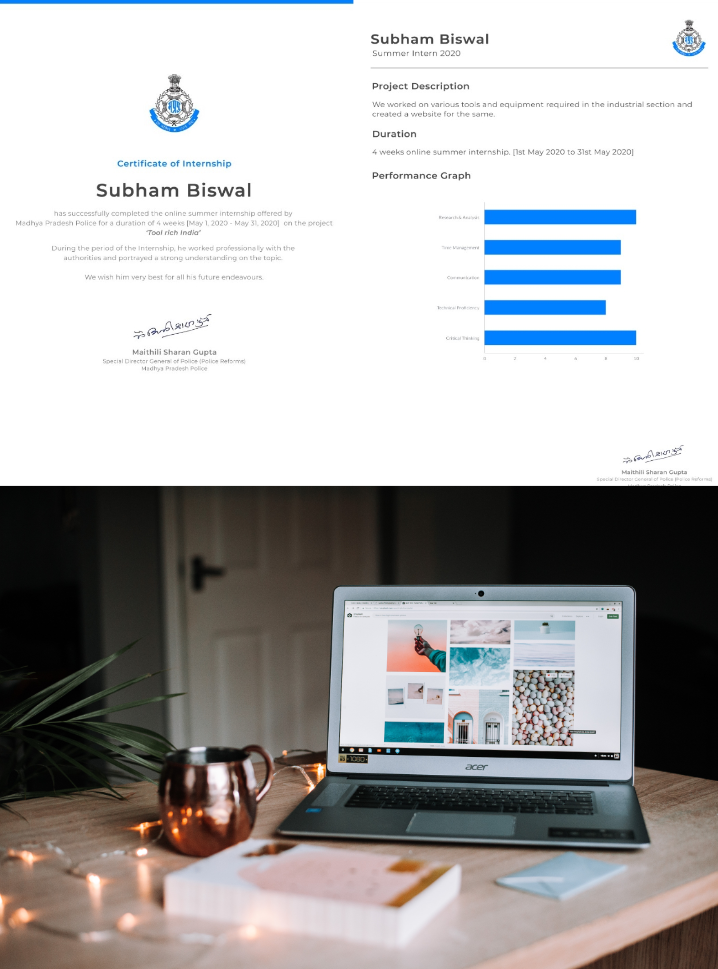 Certificate of Internship
Subham Biswal
has successfully completed the online summer internship offered by
Madhya Pradesh Police for a duration of 4 weeks [May 1, 2020 - May 31, 2020] on the project
'Tool rich India'
During the period of the Internship, he worked professionally with the
authorities and portrayed a strong understanding on the topic.
We wish him very best for all his future endeavours.
Maithili Sharan Gupta
Special Director General of Police (Police Reforms)
Madhya Pradesh Police
Subham Biswal
Summer Intern 2020
Project Description
We worked on various tools and equipment required in the industrial section and
created a website for the same.
Duration
4 weeks online summer internship. [1st May 2020 to 31st May 2020]
Performance Graph
Research & Analysis
Time Management
Communication
Technical Proficiency
Critical Thinking
0 2 4 6 8 10
Maithili Sharan Gupta
Special Director General of Police (Police Reforms)
acer